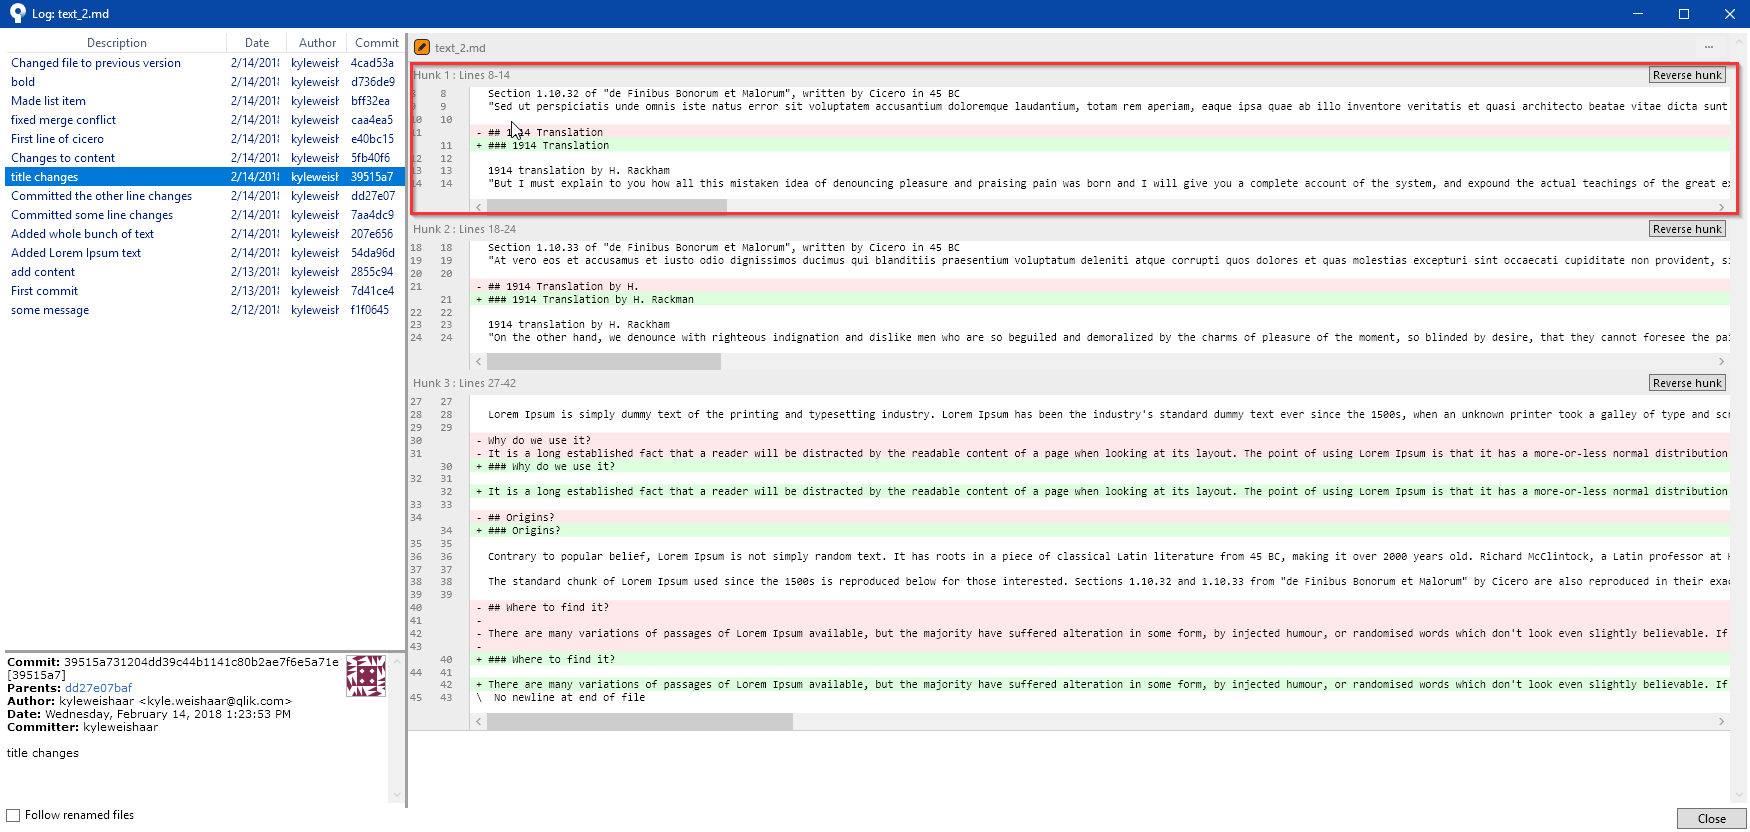 Log: text_2.md
Description Date Author Commit
Changed file to previous version 2/14/2018 kyleweish 4cad53a
bold 2/14/2018 kyleweish d736de9
Made list item 2/14/2018 kyleweish bff32ea
fixed merge conflict 2/14/2018 kyleweish caa4ea5
First line of cicero 2/14/2018 kyleweish e40bc15
Changes to content 2/14/2018 kyleweish 5fb40f6
title changes 2/14/2018 kyleweish 39515a7
Committed the other line changes 2/14/2018 kyleweish dd27e07
Committed some line changes 2/14/2018 kyleweish 7aa4dc9
Added whole bunch of text 2/14/2018 kyleweish 207e656
Added Lorem Ipsum text 2/14/2018 kyleweish 54da96d
add content 2/13/2018 kyleweish 2855c94
First commit 2/13/2018 kyleweish 7d41ce4
some message 2/12/2018 kyleweish f1f0645
Commit: 39515a731204dd39c44b1141c80b2ae7f6e5a71e
[39515a7]
Parents: dd27e07baf
Author: kyleweishaar <kyle.weishaar@qlik.com>
Date: Wednesday, February 14, 2018 1:23:53 PM
Committer: kyleweishaar
title changes
Follow renamed files
text_2.md ...
Hunk 1 : Lines 8-14 Reverse hunk
8 8 Section 1.10.32 of "de Finibus Bonorum et Malorum", written by Cicero in 45 BC
9 9 "Sed ut perspiciatis unde omnis iste natus error sit voluptatem accusantium doloremque laudantium, totam rem aperiam, eaque ipsa quae ab illo inventore veritatis et quasi architecto beatae vitae dicta sunt
10 10
11 - ## 1914 Translation
11 + ### 1914 Translation
12 12
13 13 1914 translation by H. Rackham
14 14 "But I must explain to you how all this mistaken idea of denouncing pleasure and praising pain was born and I will give you a complete account of the system, and expound the actual teachings of the great
Hunk 2 : Lines 18-24 Reverse hunk
18 18 Section 1.10.33 of "de Finibus Bonorum et Malorum", written by Cicero in 45 BC
19 19 "At vero eos et accusamus et iusto odio dignissimos ducimus qui blanditiis praesentium voluptatum deleniti atque corrupti quos dolores et quas molestias excepturi sint occaecati cupiditate non provident,
20 20
21 - ## 1914 Translation by H.
21 + ### 1914 Translation by H. Rackman
22 22
23 23 1914 translation by H. Rackham
24 24 "On the other hand, we denounce with righteous indignation and dislike men who are so beguiled and demoralized by the charms of pleasure of the moment, so blinded by desire, that they cannot foresee the
Hunk 3 : Lines 27-42 Reverse hunk
27 27
28 28 Lorem Ipsum is simply dummy text of the printing and typesetting industry. Lorem Ipsum has been the industry's standard dummy text ever since the 1500s, when an unknown printer took a galley of type and
29 29
30 - Why do we use it?
31 - It is a long established fact that a reader will be distracted by the readable content of a page when looking at its layout. The point of using Lorem Ipsum is that it has a more-or-less normal distribution
30 + ### Why do we use it?
32 31
32 + It is a long established fact that a reader will be distracted by the readable content of a page when looking at its layout. The point of using Lorem Ipsum is that it has a more-or-less normal distribution
33 33
34 - ## Origins?
34 + ### Origins?
35 35
36 36 Contrary to popular belief, Lorem Ipsum is not simply random text. It has roots in a piece of classical Latin literature from 45 BC, making it over 2000 years old. Richard McClintock, a Latin professor at
37 37
38 38 The standard chunk of Lorem Ipsum used since the 1500s is reproduced below for those interested. Sections 1.10.32 and 1.10.33 from "de Finibus Bonorum et Malorum" by Cicero are also reproduced in their
39 39
40 - ## Where to find it?
41 -
42 - There are many variations of passages of Lorem Ipsum available, but the majority have suffered alteration in some form, by injected humour, or randomised words which don't look even slightly believable. If
43 -
40 + ### Where to find it?
44 41
42 + There are many variations of passages of Lorem Ipsum available, but the majority have suffered alteration in some form, by injected humour, or randomised words which don't look even slightly believable. If
45 43 \ No newline at end of file
Close